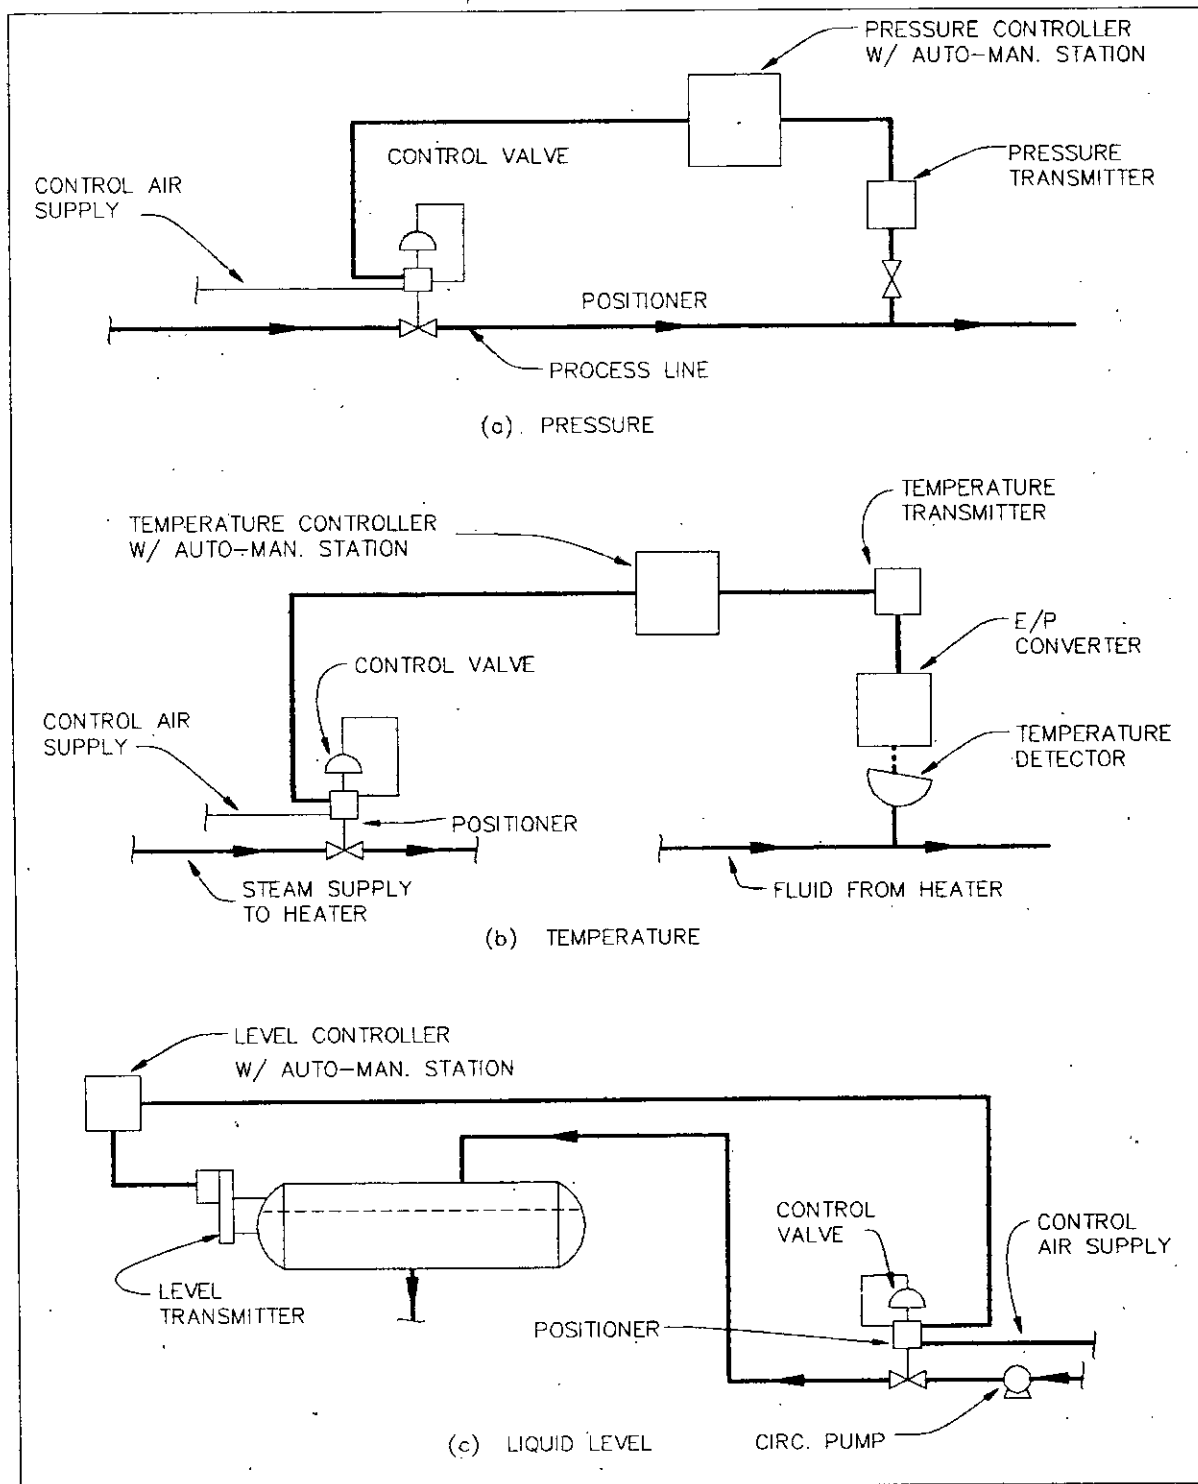 PRESSURE CONTROLLER
W/ AUTO-MAN. STATION
CONTROL VALVE
PRESSURE
TRANSMITTER
CONTROL AIR
SUPPLY
POSITIONER
PROCESS LINE
(a). PRESSURE
TEMPERATURE
TRANSMITTER
TEMPERATURE CONTROLLER
W/ AUTO-MAN. STATION
E/P
CONVERTER
CONTROL VALVE
CONTROL AIR
SUPPLY
TEMPERATURE
DETECTOR
POSITIONER
STEAM SUPPLY
TO HEATER
FLUID FROM HEATER
(b) TEMPERATURE
LEVEL CONTROLLER
W/ AUTO-MAN. STATION
CONTROL
VALVE
CONTROL
AIR SUPPLY
LEVEL
TRANSMITTER
POSITIONER
(c) LIQUID LEVEL
CIRC. PUMP